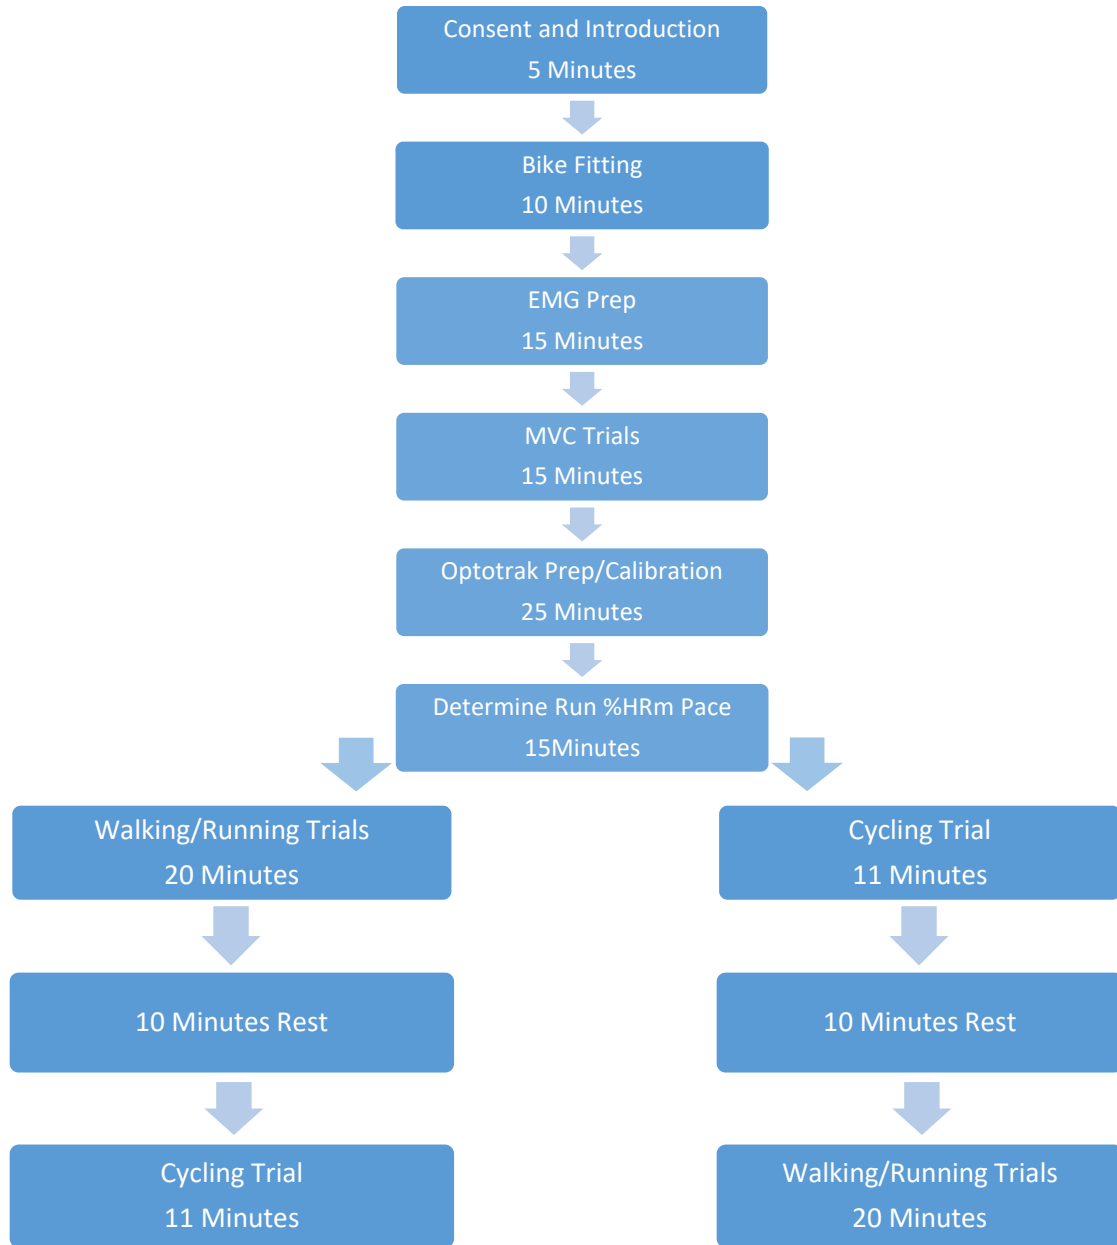 Consent and Introduction
5 Minutes
Bike Fitting
10 Minutes
EMG Prep
15 Minutes
MVC Trials
15 Minutes
Optotrak Prep/Calibration
25 Minutes
Determine Run %HRm Pace
15Minutes
Walking/Running Trials
20 Minutes
10 Minutes Rest
Cycling Trial
11 Minutes
Cycling Trial
11 Minutes
10 Minutes Rest
Walking/Running Trials
20 Minutes